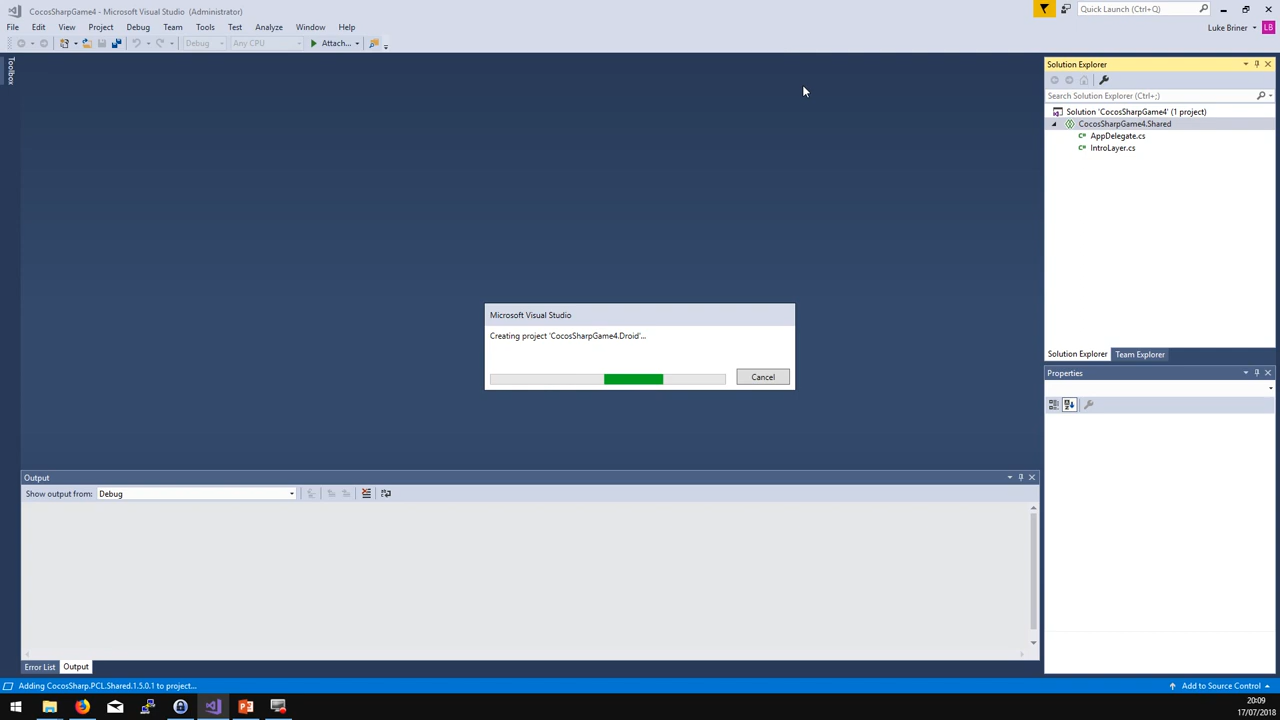 CocosSharpGame4 - Microsoft Visual Studio (Administrator)
Quick Launch (Ctrl+Q)
File Edit View Project Debug Team Tools Test Analyze Window Help
Luke Briner LB
Debug Any CPU Attach...
Toolbox
Solution Explorer
Search Solution Explorer (Ctrl+;)
Solution 'CocosSharpGame4' (1 project)
CocosSharpGame4.Shared
AppDelegate.cs
IntroLayer.cs
Microsoft Visual Studio
Creating project 'CocosSharpGame4.Droid'...
Cancel
Solution Explorer Team Explorer
Properties
Output
Show output from: Debug
Error List Output
Adding CocosSharp.PCL.Shared.1.5.0.1 to project...
Add to Source Control
20:09
17/07/2018